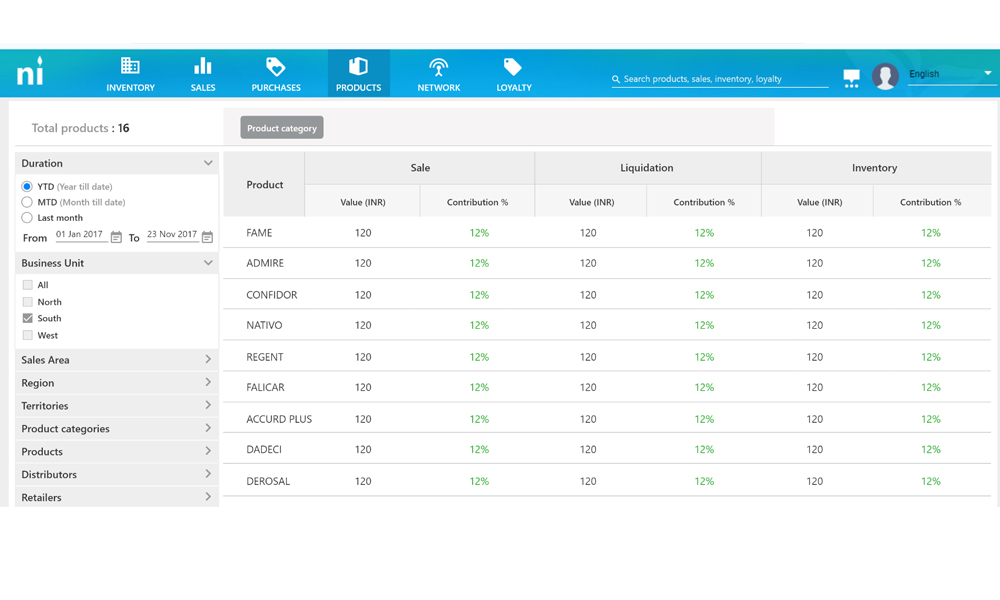 ni
INVENTORY SALES PURCHASES PRODUCTS NETWORK LOYALTY
Search products, sales, inventory, loyalty
English
Total products : 16
Product category
Duration
YTD (Year till date)
MTD (Month till date)
Last month
From 01 Jan 2017 To 23 Nov 2017
Business Unit
All
North
South
West
Sales Area
Region
Territories
Product categories
Products
Distributors
Retailers
Product Sale Liquidation Inventory
Value (INR) Contribution % Value (INR) Contribution % Value (INR) Contribution %
FAME 120 12% 120 12% 120 12%
ADMIRE 120 12% 120 12% 120 12%
CONFIDOR 120 12% 120 12% 120 12%
NATIVO 120 12% 120 12% 120 12%
REGENT 120 12% 120 12% 120 12%
FALICAR 120 12% 120 12% 120 12%
ACCURD PLUS 120 12% 120 12% 120 12%
DADECI 120 12% 120 12% 120 12%
DEROSAL 120 12% 120 12% 120 12%